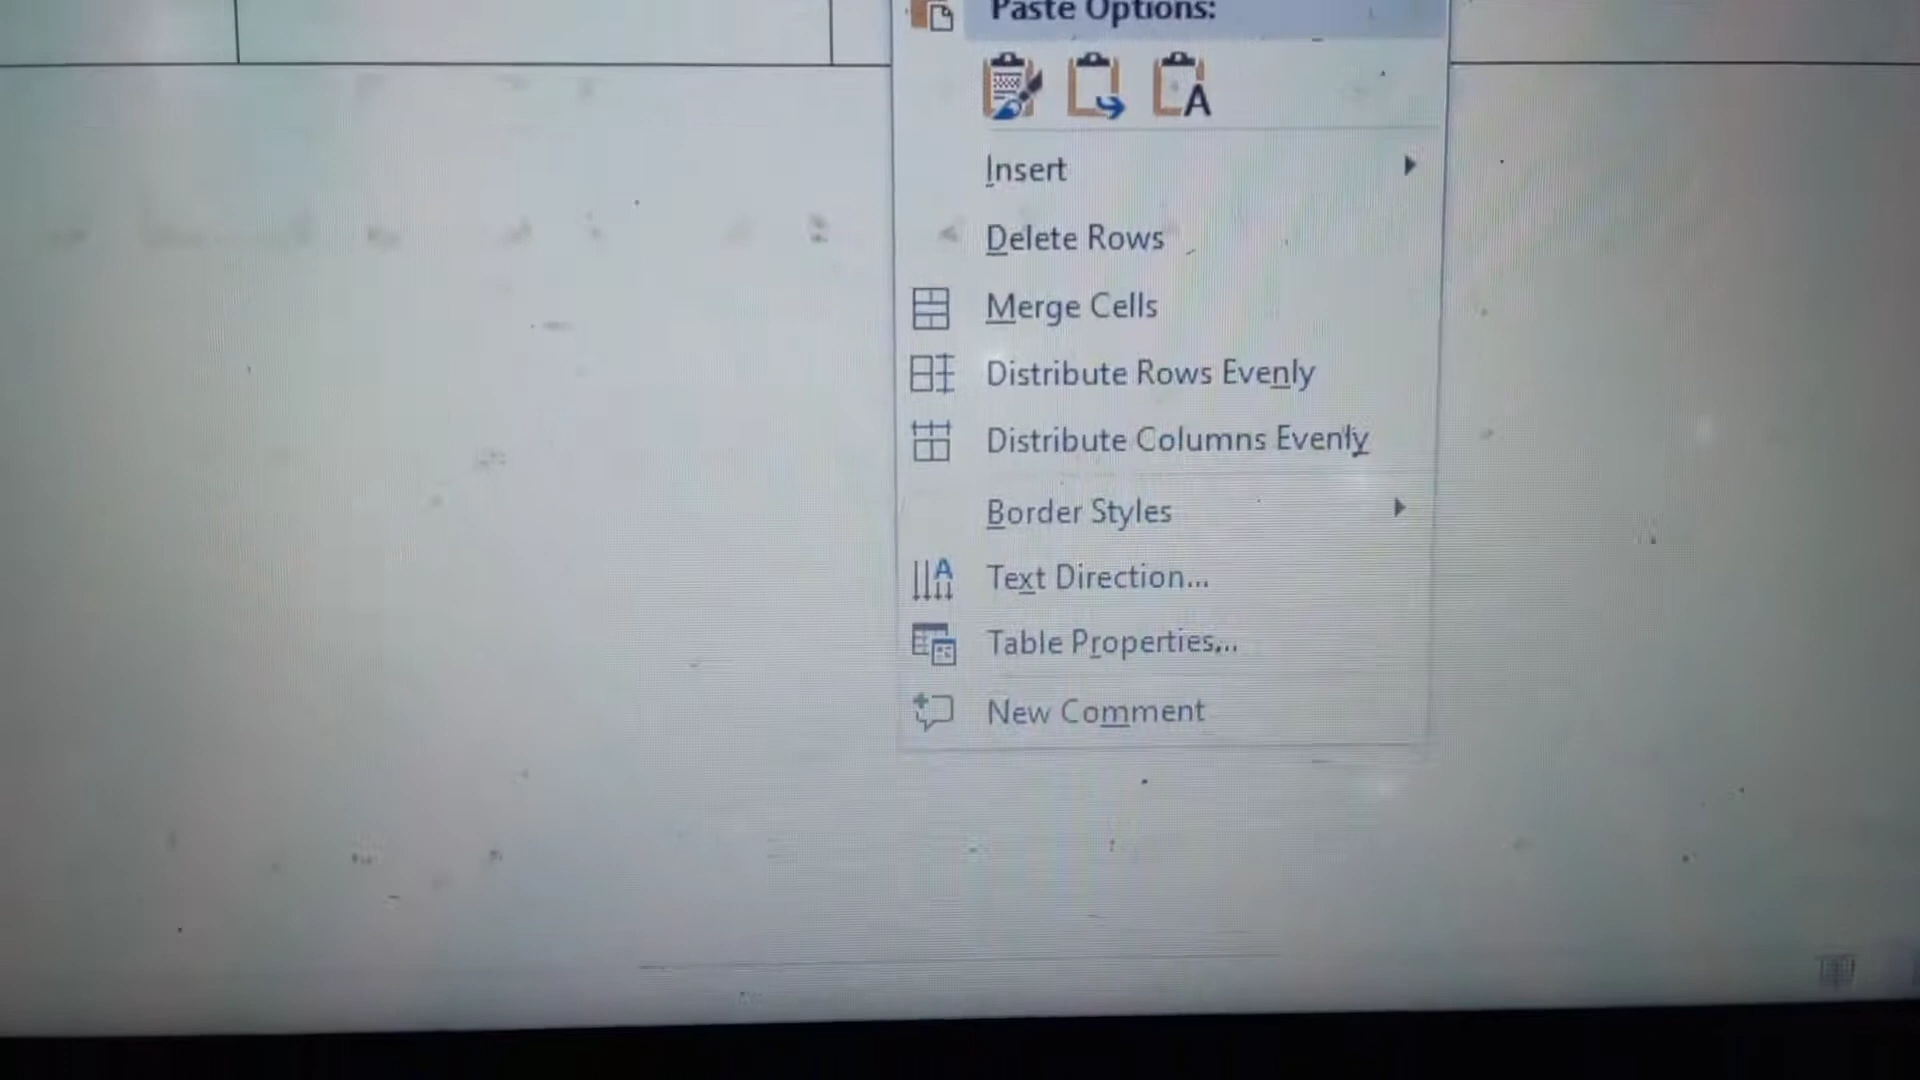 Paste Options:
Insert
Delete Rows
Merge Cells
Distribute Rows Evenly
Distribute Columns Evenly
Border Styles
Text Direction...
Table Properties...
New Comment